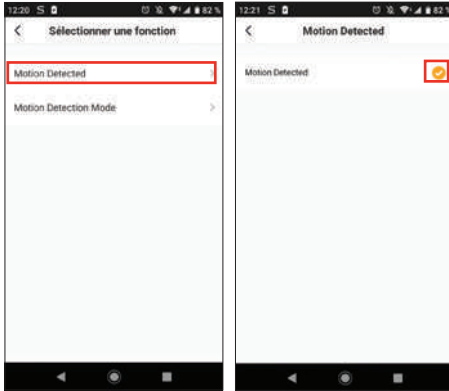 12:20 S 82 %
Sélectionner une fonction
Motion Detected
Motion Detection Mode
12:21 S 82 %
Motion Detected
Motion Detected